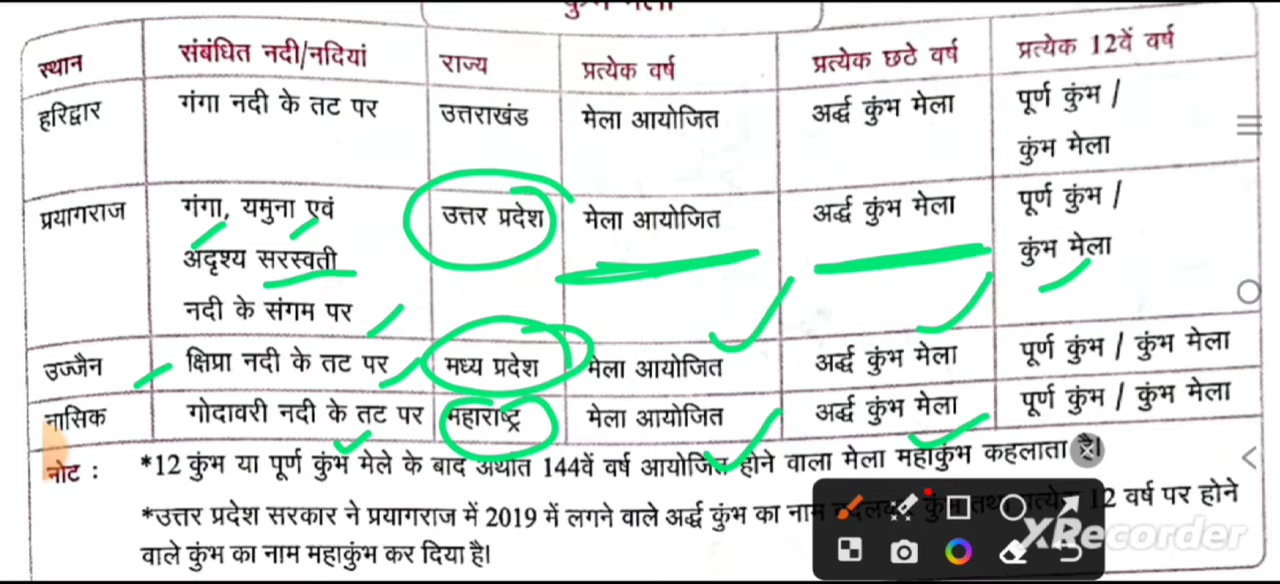 कुंभ मेला
स्थान संबंधित नदी/नदियां राज्य प्रत्येक वर्ष प्रत्येक छठे वर्ष प्रत्येक 12वें वर्ष
हरिद्वार गंगा नदी के तट पर उत्तराखंड मेला आयोजित अर्द्ध कुंभ मेला पूर्ण कुंभ /
कुंभ मेला
प्रयागराज गंगा, यमुना एवं उत्तर प्रदेश मेला आयोजित अर्द्ध कुंभ मेला पूर्ण कुंभ /
अदृश्य सरस्वती कुंभ मेला
नदी के संगम पर
उज्जैन क्षिप्रा नदी के तट पर मध्य प्रदेश मेला आयोजित अर्द्ध कुंभ मेला पूर्ण कुंभ / कुंभ मेला
नासिक गोदावरी नदी के तट पर महाराष्ट्र मेला आयोजित अर्द्ध कुंभ मेला पूर्ण कुंभ / कुंभ मेला
नोट : *12 कुंभ या पूर्ण कुंभ मेले के बाद अर्थात 144वें वर्ष आयोजित होने वाला मेला महाकुंभ कहलाता है।
*उत्तर प्रदेश सरकार ने प्रयागराज में 2019 में लगने वाले अर्द्ध कुंभ का नाम 12 वर्ष पर होने
वाले कुंभ का नाम महाकुंभ कर दिया है।
XRecorder